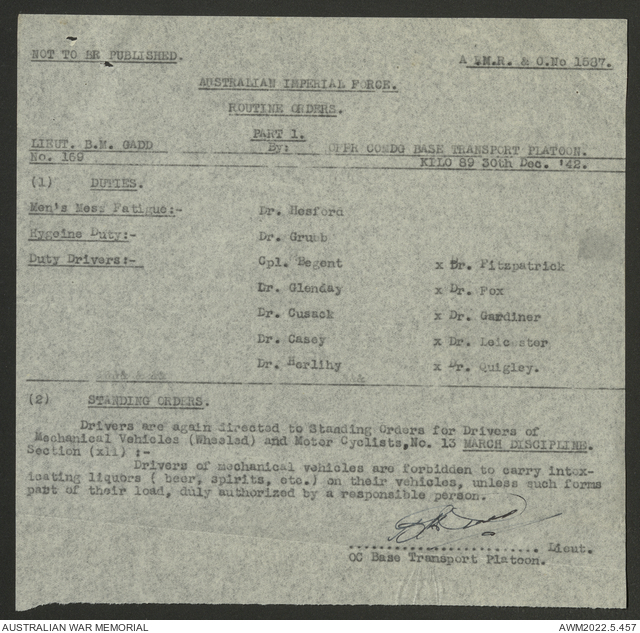 NOT TO BE PUBLISHED. A I.M.R. & O.No 1587.
AUSTRALIAN IMPERIAL FORCE.
ROUTINE ORDERS.
PART 1.
LIEUT. B.M. GADD By: OFFR COMDG BASE TRANSPORT PLATOON.
No. 169 KILO 89 30th Dec. '42.
(1) DUTIES.
Men's Mess Fatigue:- Dr. Hesford
Hygeine Duty:- Dr. Grubb
Duty Drivers:- Cpl. Begent x Dr. Fitzpatrick
Dr. Glenday x Dr. Fox
Dr. Cusack x Dr. Gardiner
Dr. Casey x Dr. Leicester
Dr. Herlihy x Dr. Quigley.
(2) STANDING ORDERS.
Drivers are again directed to Standing Orders for Drivers of
Mechanical Vehicles (Wheeled) and Motor Cyclists, No. 13 MARCH DISCIPLINE.
Section (xll) :-
Drivers of mechanical vehicles are forbidden to carry intox-
icating liquors ( beer, spirits, etc.) on their vehicles, unless such forms
part of their load, duly authorized by a responsible person.
........................ Lieut.
OC Base Transport Platoon.
AUSTRALIAN WAR MEMORIAL AWM2022.5.457